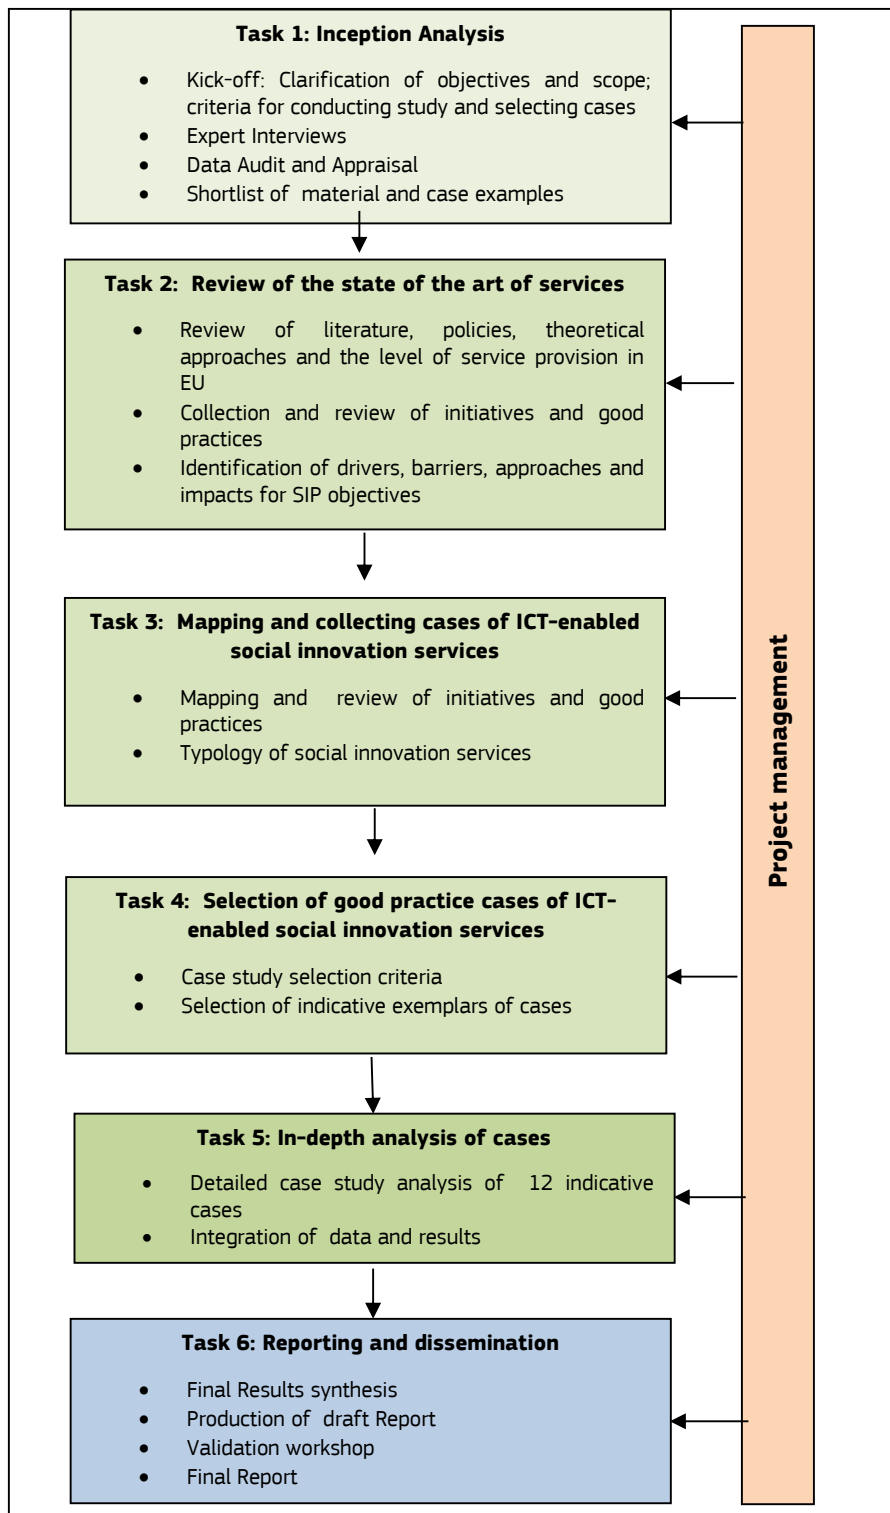 Task 1: Inception Analysis
• Kick-off: Clarification of objectives and scope;
criteria for conducting study and selecting cases
• Expert Interviews
• Data Audit and Appraisal
• Shortlist of material and case examples
Task 2: Review of the state of the art of services
• Review of literature, policies, theoretical
approaches and the level of service provision in
EU
• Collection and review of initiatives and good
practices
• Identification of drivers, barriers, approaches and
impacts for SIP objectives
Task 3: Mapping and collecting cases of ICT-enabled
social innovation services
• Mapping and review of initiatives and good
practices
• Typology of social innovation services
Task 4: Selection of good practice cases of ICT-
enabled social innovation services
• Case study selection criteria
• Selection of indicative exemplars of cases
Task 5: In-depth analysis of cases
• Detailed case study analysis of 12 indicative
cases
• Integration of data and results
Task 6: Reporting and dissemination
• Final Results synthesis
• Production of draft Report
• Validation workshop
• Final Report
Project management